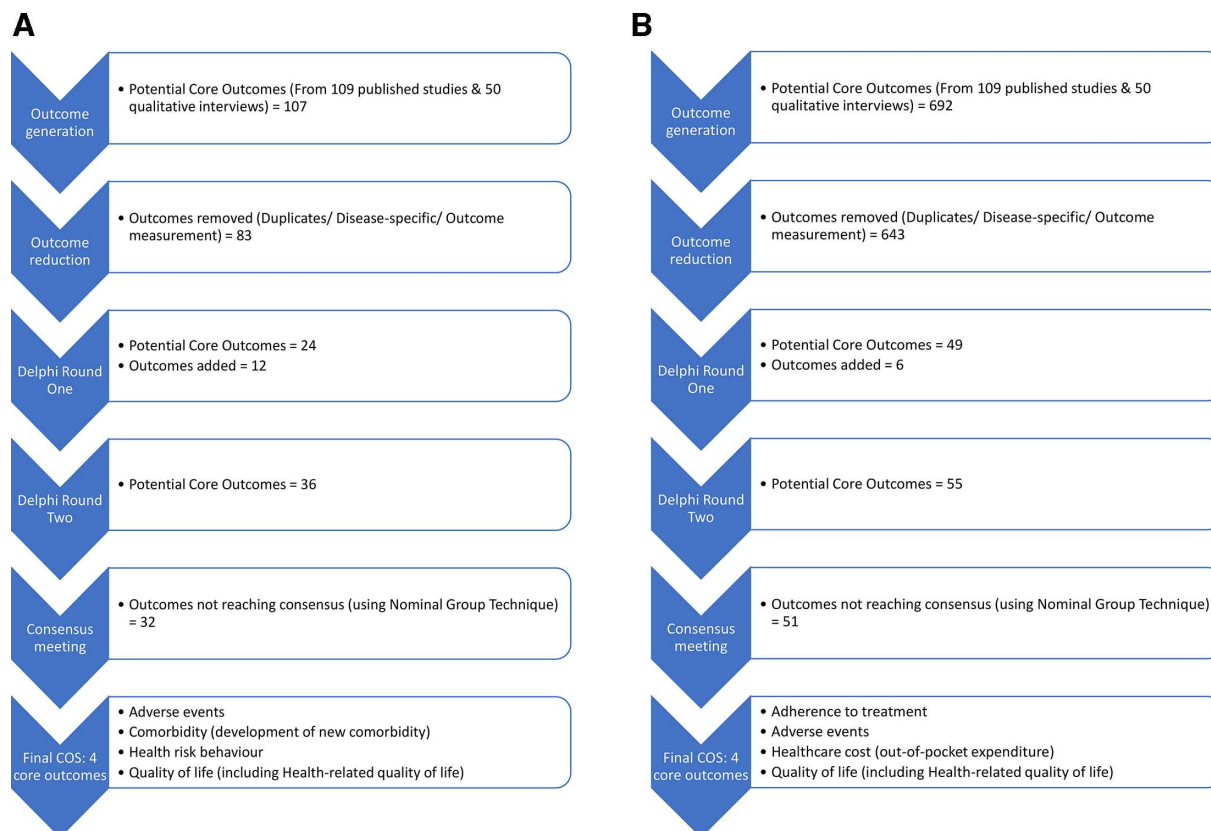 A
Outcome
generation
• Potential Core Outcomes (From 109 published studies & 50
qualitative interviews) = 107
Outcome
reduction
• Outcomes removed (Duplicates/ Disease-specific/ Outcome
measurement) = 83
Delphi Round
One
• Potential Core Outcomes = 24
• Outcomes added = 12
Delphi Round
Two
• Potential Core Outcomes = 36
Consensus
meeting
• Outcomes not reaching consensus (using Nominal Group Technique)
= 32
Final COS: 4
core outcomes
• Adverse events
• Comorbidity (development of new comorbidity)
• Health risk behaviour
• Quality of life (including Health-related quality of life)
B
Outcome
generation
• Potential Core Outcomes (From 109 published studies & 50
qualitative interviews) = 692
Outcome
reduction
• Outcomes removed (Duplicates/ Disease-specific/ Outcome
measurement) = 643
Delphi Round
One
• Potential Core Outcomes = 49
• Outcomes added = 6
Delphi Round
Two
• Potential Core Outcomes = 55
Consensus
meeting
• Outcomes not reaching consensus (using Nominal Group Technique)
= 51
Final COS: 4
core outcomes
• Adherence to treatment
• Adverse events
• Healthcare cost (out-of-pocket expenditure)
• Quality of life (including Health-related quality of life)